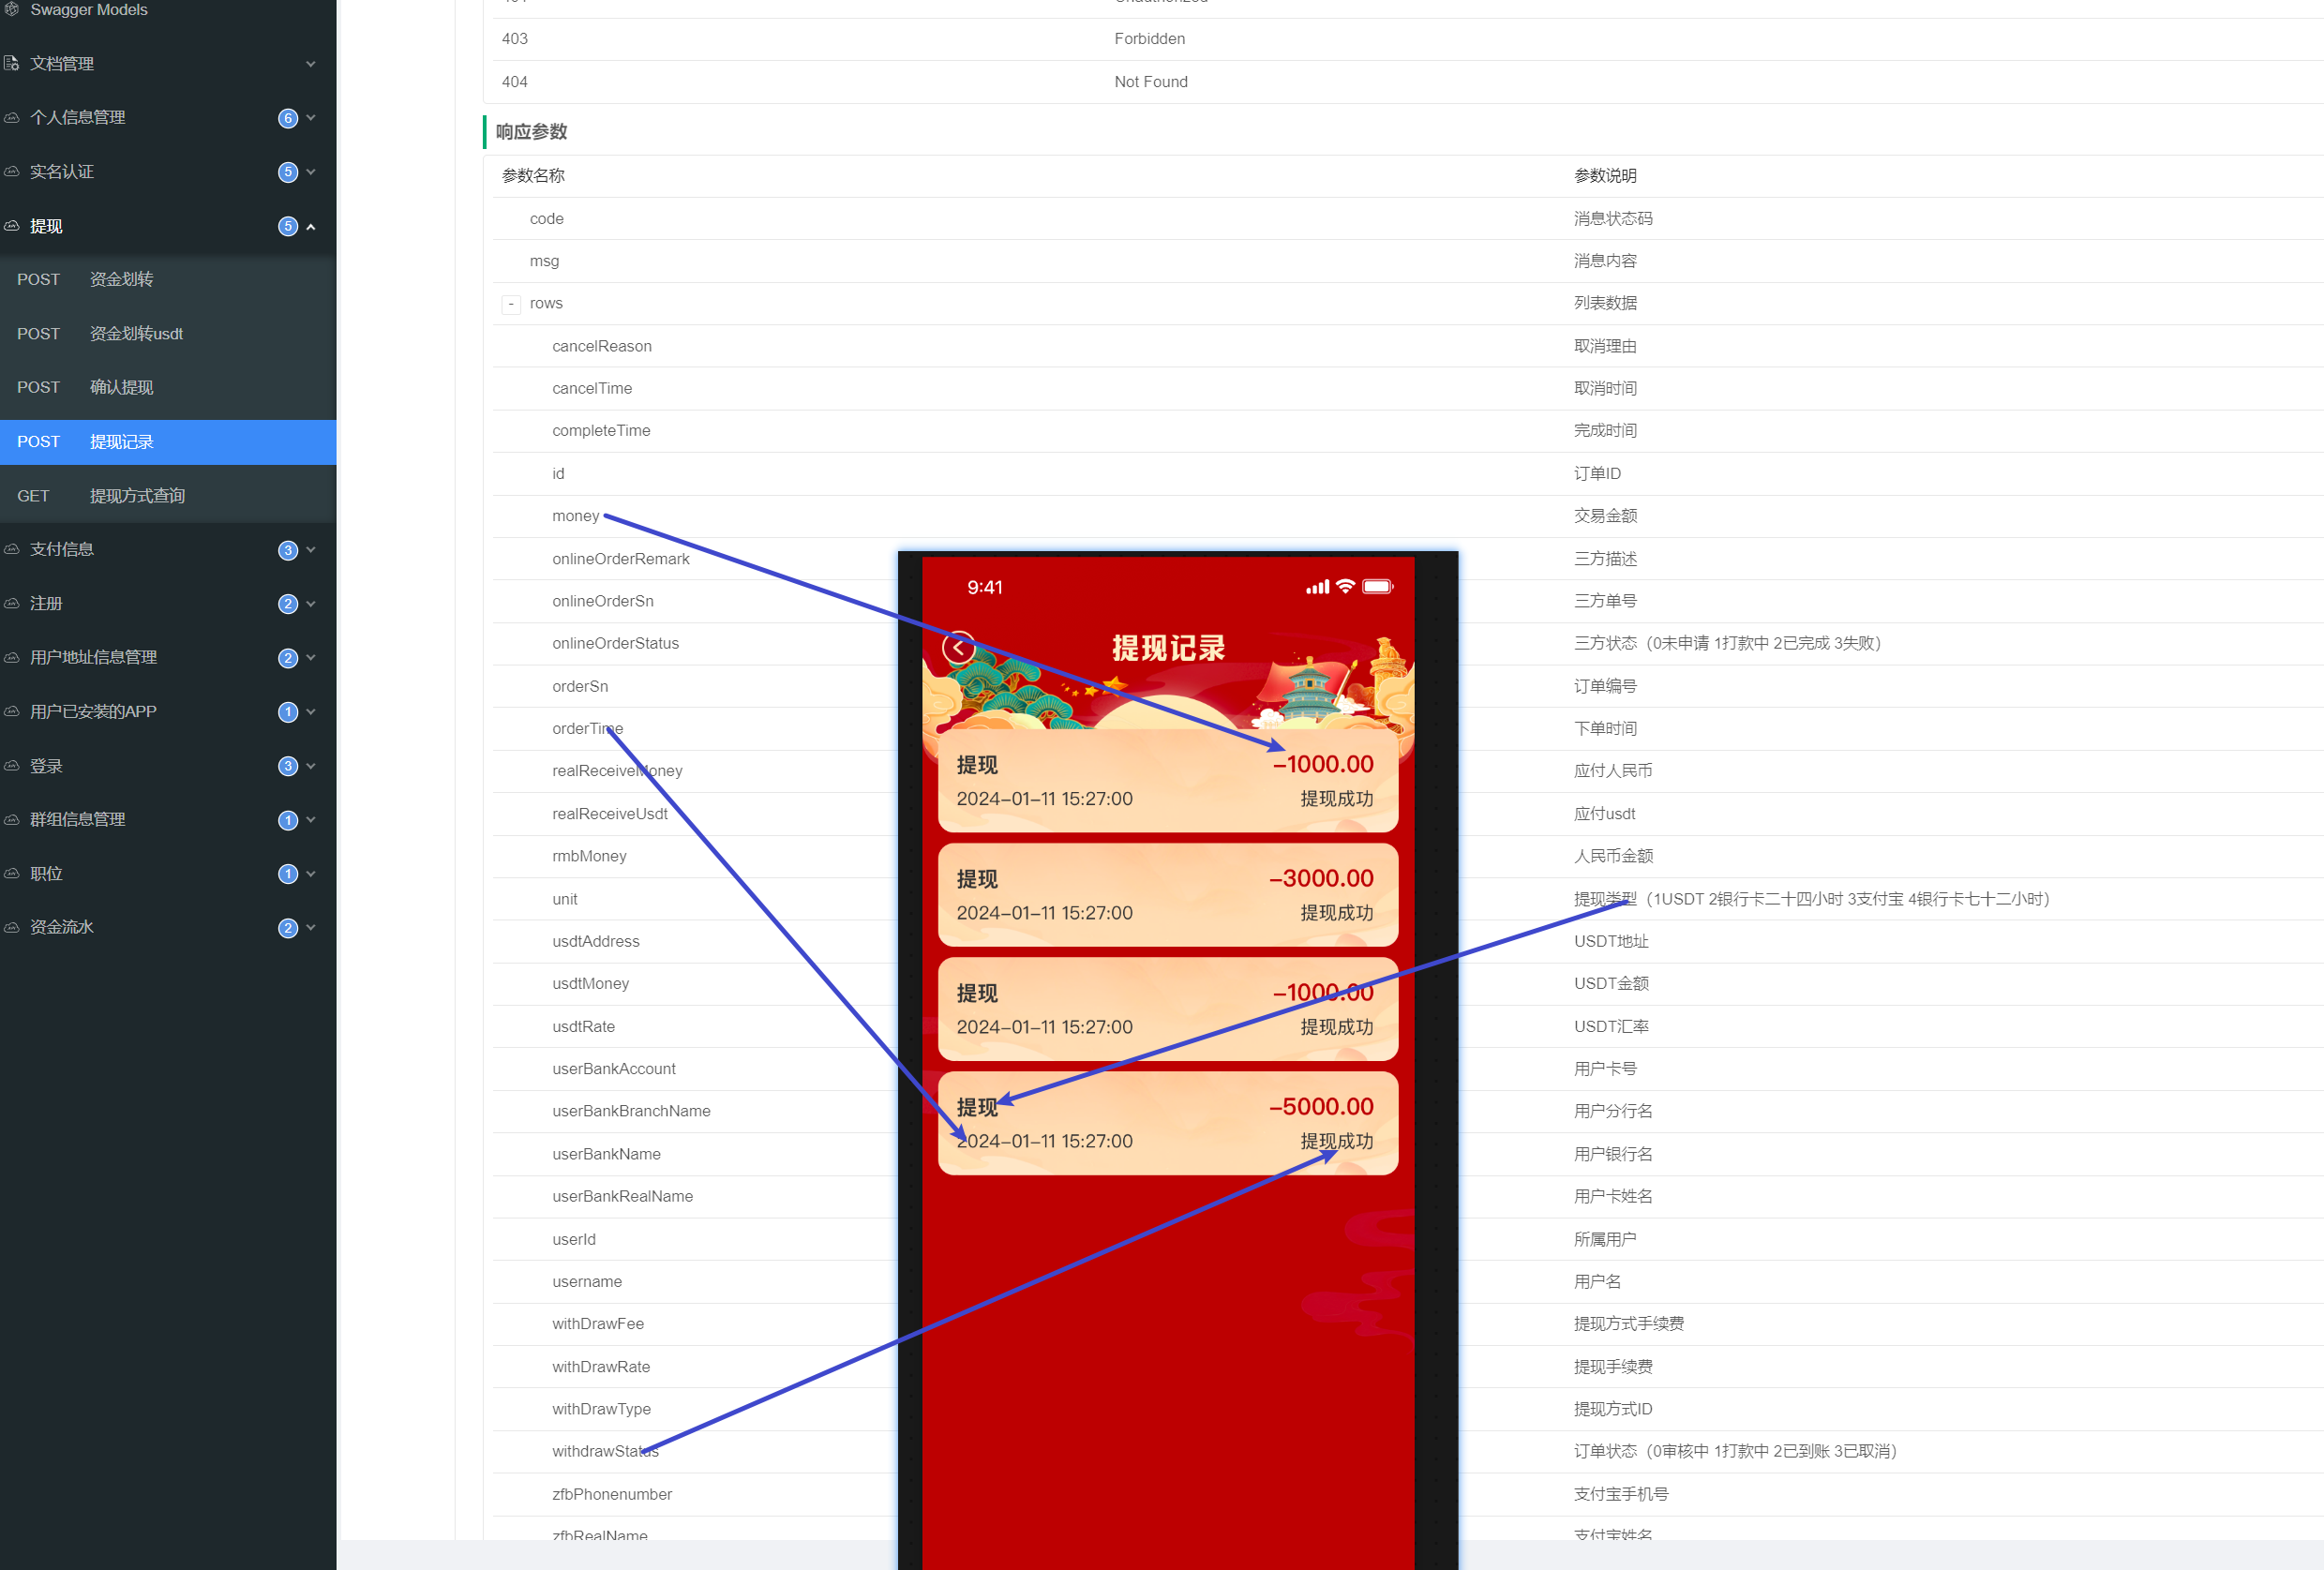 Swagger Models
文档管理
个人信息管理 6
实名认证 5
提现 5
POST 资金划转
POST 资金划转usdt
POST 确认提现
POST 提现记录
GET 提现方式查询
支付信息 3
注册 2
用户地址信息管理 2
用户已安装的APP 1
登录 3
群组信息管理 1
职位 1
资金流水 2
403 Forbidden
404 Not Found
响应参数
参数名称 参数说明
code 消息状态码
msg 消息内容
- rows 列表数据
cancelReason 取消理由
cancelTime 取消时间
completeTime 完成时间
id 订单ID
money 交易金额
onlineOrderRemark 三方描述
onlineOrderSn 三方单号
onlineOrderStatus 三方状态（0未申请 1打款中 2已完成 3失败）
orderSn 订单编号
orderTime 下单时间
realReceiveMoney 应付人民币
realReceiveUsdt 应付usdt
rmbMoney 人民币金额
unit 提现类型（1USDT 2银行卡二十四小时 3支付宝 4银行卡七十二小时）
usdtAddress USDT地址
usdtMoney USDT金额
usdtRate USDT汇率
userBankAccount 用户卡号
userBankBranchName 用户分行名
userBankName 用户银行名
userBankRealName 用户卡姓名
userId 所属用户
username 用户名
withDrawFee 提现方式手续费
withDrawRate 提现手续费
withDrawType 提现方式ID
withdrawStatus 订单状态（0审核中 1打款中 2已到账 3已取消）
zfbPhonenumber 支付宝手机号
zfbRealName 支付宝姓名
9:41
提现记录
提现 -1000.00
2024-01-11 15:27:00 提现成功
提现 -3000.00
2024-01-11 15:27:00 提现成功
提现 -1000.00
2024-01-11 15:27:00 提现成功
提现 -5000.00
2024-01-11 15:27:00 提现成功